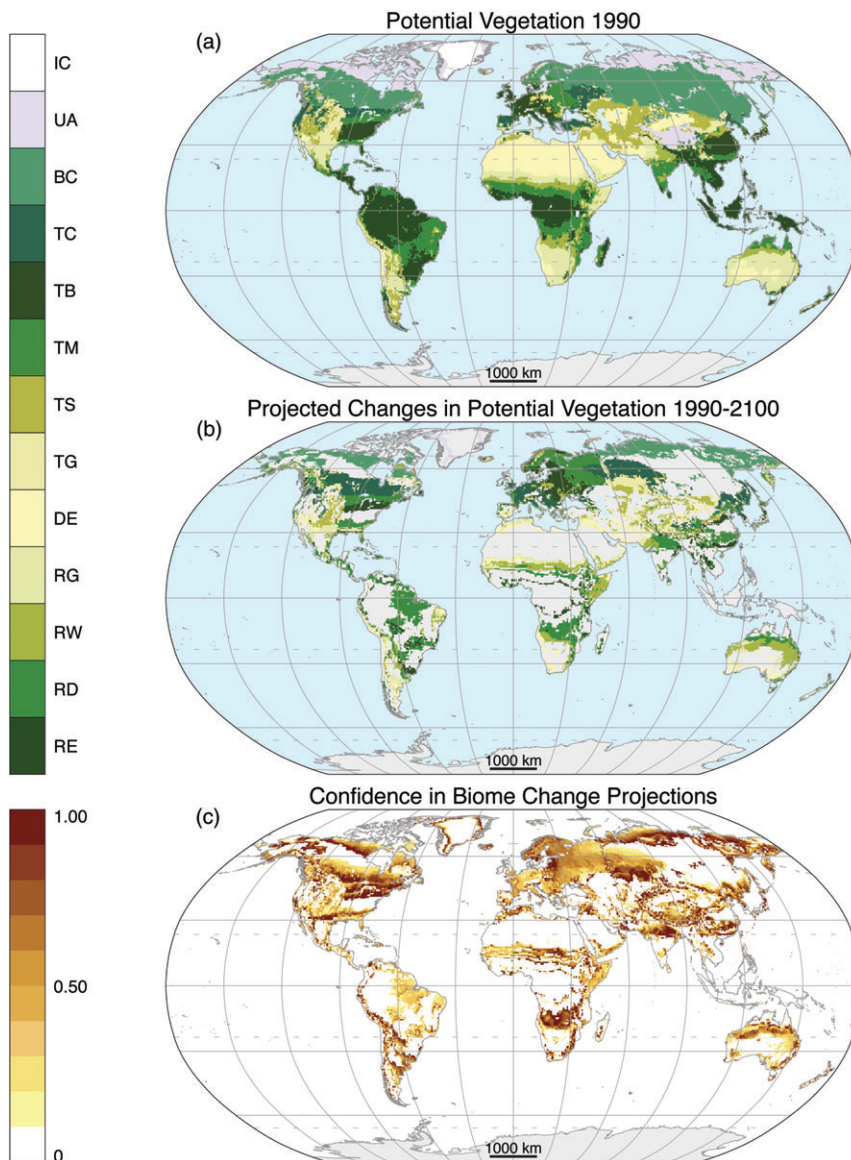 Potential Vegetation 1990
(a)
IC
UA
BC
TC
TB
TM
TS
TG
DE
RG
RW
RD
RE
1000 km
Projected Changes in Potential Vegetation 1990-2100
(b)
1000 km
Confidence in Biome Change Projections
(c)
1.00
0.50
0
1000 km